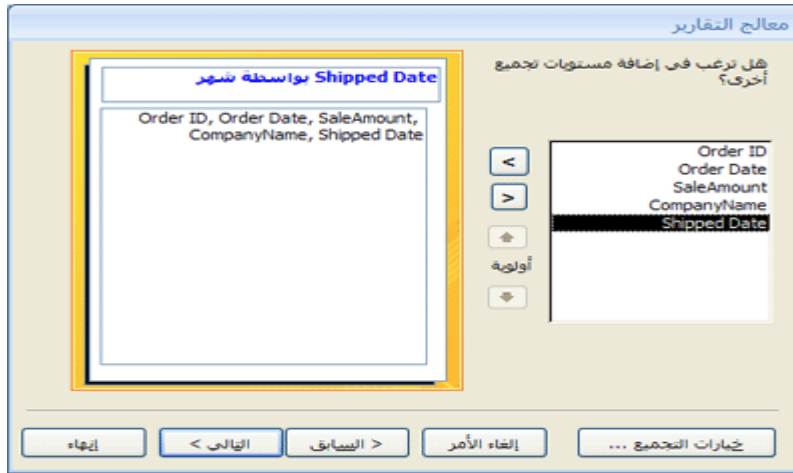 معالج التقارير
هل ترغب في إضافة مستويات تجميع
أخرى؟
Order ID
Order Date
SaleAmount
CompanyName
Shipped Date
<
>
أولوية
Shipped Date بواسطة شهر
Order ID, Order Date, SaleAmount,
CompanyName, Shipped Date
خيارات التجميع ...
إلغاء الأمر
< السابق
التالي >
إنهاء